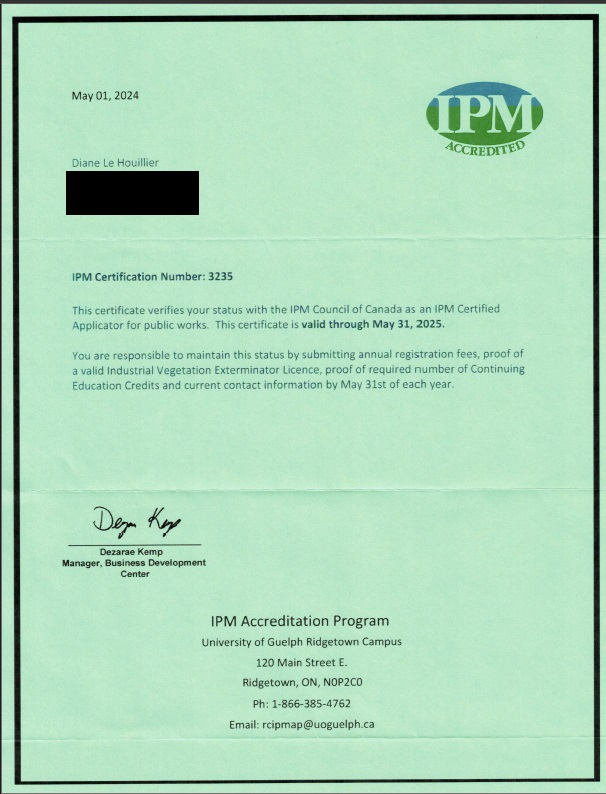 May 01, 2024
IPM
ACCREDITED
Diane Le Houillier
IPM Certification Number: 3235
This certificate verifies your status with the IPM Council of Canada as an IPM Certified
Applicator for public works. This certificate is valid through May 31, 2025.
You are responsible to maintain this status by submitting annual registration fees, proof of
a valid Industrial Vegetation Exterminator Licence, proof of required number of Continuing
Education Credits and current contact information by May 31st of each year.
Dezarae Kemp
Manager, Business Development
Center
IPM Accreditation Program
University of Guelph Ridgetown Campus
120 Main Street E.
Ridgetown, ON, N0P2C0
Ph: 1-866-385-4762
Email: rcipmap@uoguelph.ca